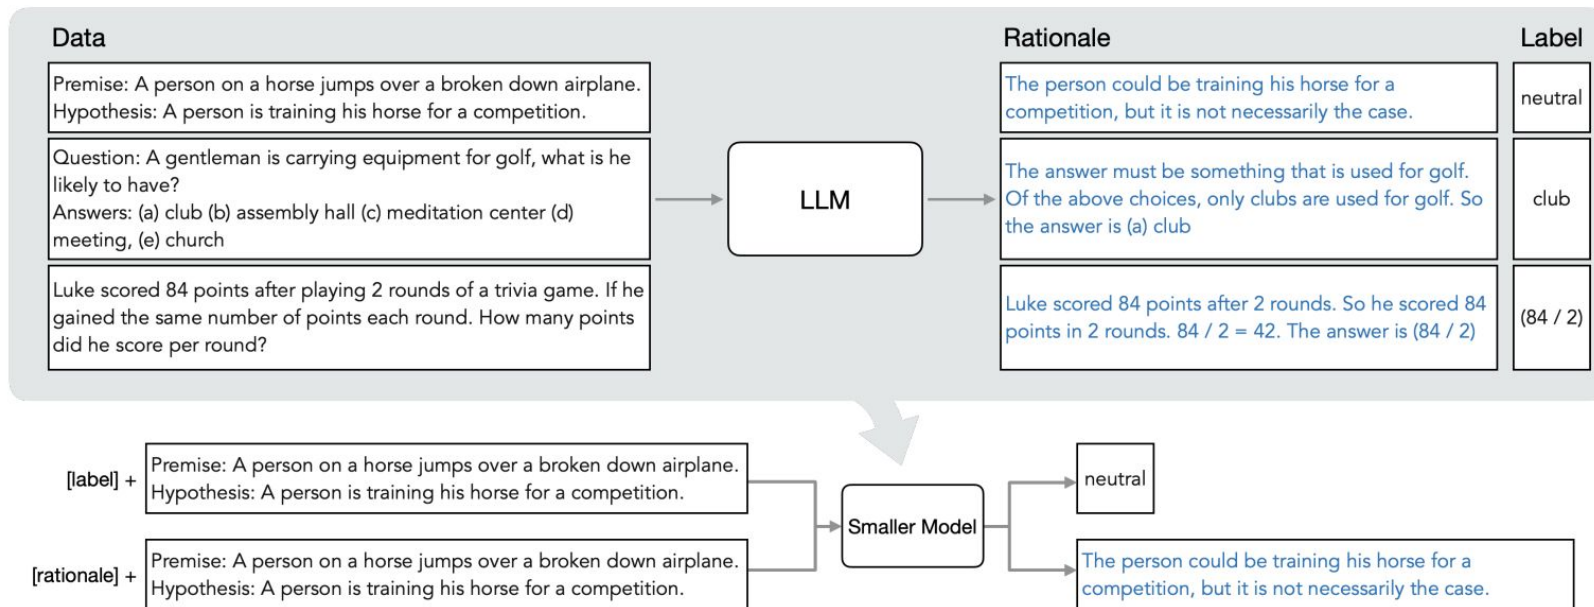 Data
Rationale
Label
Premise: A person on a horse jumps over a broken down airplane.
Hypothesis: A person is training his horse for a competition.
The person could be training his horse for a
competition, but it is not necessarily the case.
neutral
Question: A gentleman is carrying equipment for golf, what is he
likely to have?
Answers: (a) club (b) assembly hall (c) meditation center (d)
meeting, (e) church
LLM
The answer must be something that is used for golf.
Of the above choices, only clubs are used for golf. So
the answer is (a) club
club
Luke scored 84 points after playing 2 rounds of a trivia game. If he
gained the same number of points each round. How many points
did he score per round?
Luke scored 84 points after 2 rounds. So he scored 84
points in 2 rounds. 84 / 2 = 42. The answer is (84 / 2)
(84 / 2)
[label] +
Premise: A person on a horse jumps over a broken down airplane.
Hypothesis: A person is training his horse for a competition.
neutral
Smaller Model
[rationale] +
Premise: A person on a horse jumps over a broken down airplane.
Hypothesis: A person is training his horse for a competition.
The person could be training his horse for a
competition, but it is not necessarily the case.